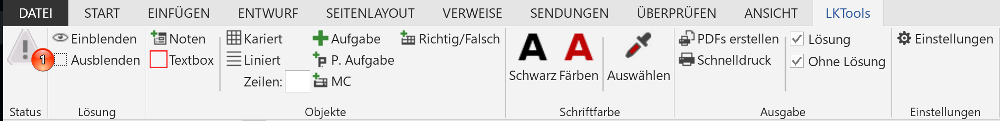 DATEI START EINFÜGEN ENTWURF SEITENLAYOUT VERWEISE SENDUNGEN ÜBERPRÜFEN ANSICHT LKTools
1
Einblenden
Ausblenden
Noten
Textbox
Kariert
Liniert
Zeilen:
Aufgabe
P. Aufgabe
MC
Richtig/Falsch
A A
Schwarz Färben Auswählen
PDFs erstellen
Schnelldruck
Lösung
Ohne Lösung
Einstellungen
Status Lösung Objekte Schriftfarbe Ausgabe Einstellungen